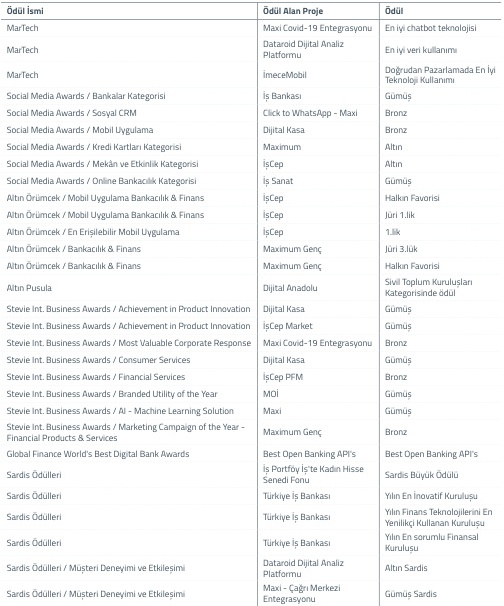 Ödül İsmi Ödül Alan Proje Ödül
MarTech Maxi Covid-19 Entegrasyonu En iyi chatbot teknolojisi
MarTech Dataroid Dijital Analiz
Platformu En iyi veri kullanımı
MarTech İmeceMobil Doğrudan Pazarlamada En İyi
Teknoloji Kullanımı
Social Media Awards / Bankalar Kategorisi İş Bankası Gümüş
Social Media Awards / Sosyal CRM Click to WhatsApp - Maxi Bronz
Social Media Awards / Mobil Uygulama Dijital Kasa Bronz
Social Media Awards / Kredi Kartları Kategorisi Maximum Altın
Social Media Awards / Mekân ve Etkinlik Kategorisi İşCep Altın
Social Media Awards / Online Bankacılık Kategorisi İş Sanat Gümüş
Altın Örümcek / Mobil Uygulama Bankacılık & Finans İşCep Halkın Favorisi
Altın Örümcek / Mobil Uygulama Bankacılık & Finans İşCep Jüri 1.lik
Altın Örümcek / En Erişilebilir Mobil Uygulama İşCep 1.lik
Altın Örümcek / Bankacılık & Finans Maximum Genç Jüri 3.lük
Altın Örümcek / Bankacılık & Finans Maximum Genç Halkın Favorisi
Altın Pusula Dijital Anadolu Sivil Toplum Kuruluşları
Kategorisinde ödül
Stevie Int. Business Awards / Achievement in Product Innovation Dijital Kasa Gümüş
Stevie Int. Business Awards / Achievement in Product Innovation İşCep Market Gümüş
Stevie Int. Business Awards / Most Valuable Corporate Response Maxi Covid-19 Entegrasyonu Bronz
Stevie Int. Business Awards / Consumer Services Dijital Kasa Gümüş
Stevie Int. Business Awards / Financial Services İşCep PFM Bronz
Stevie Int. Business Awards / Branded Utility of the Year MOİ Gümüş
Stevie Int. Business Awards / AI - Machine Learning Solution Maxi Gümüş
Stevie Int. Business Awards / Marketing Campaign of the Year -
Financial Products & Services Maximum Genç Bronz
Global Finance World's Best Digital Bank Awards Best Open Banking API's Best Open Banking API's
Sardis Ödülleri İş Portföy İş'te Kadın Hisse
Senedi Fonu Sardis Büyük Ödülü
Sardis Ödülleri Türkiye İş Bankası Yılın En İnovatif Kuruluşu
Sardis Ödülleri Türkiye İş Bankası Yılın Finans Teknolojilerini En
Yenilikçi Kullanan Kuruluşu
Sardis Ödülleri Türkiye İş Bankası Yılın En sorumlu Finansal
Kuruluşu
Sardis Ödülleri / Müşteri Deneyimi ve Etkileşimi Dataroid Dijital Analiz
Platformu Altın Sardis
Sardis Ödülleri / Müşteri Deneyimi ve Etkileşimi Maxi - Çağrı Merkezi
Entegrasyonu Gümüş Sardis